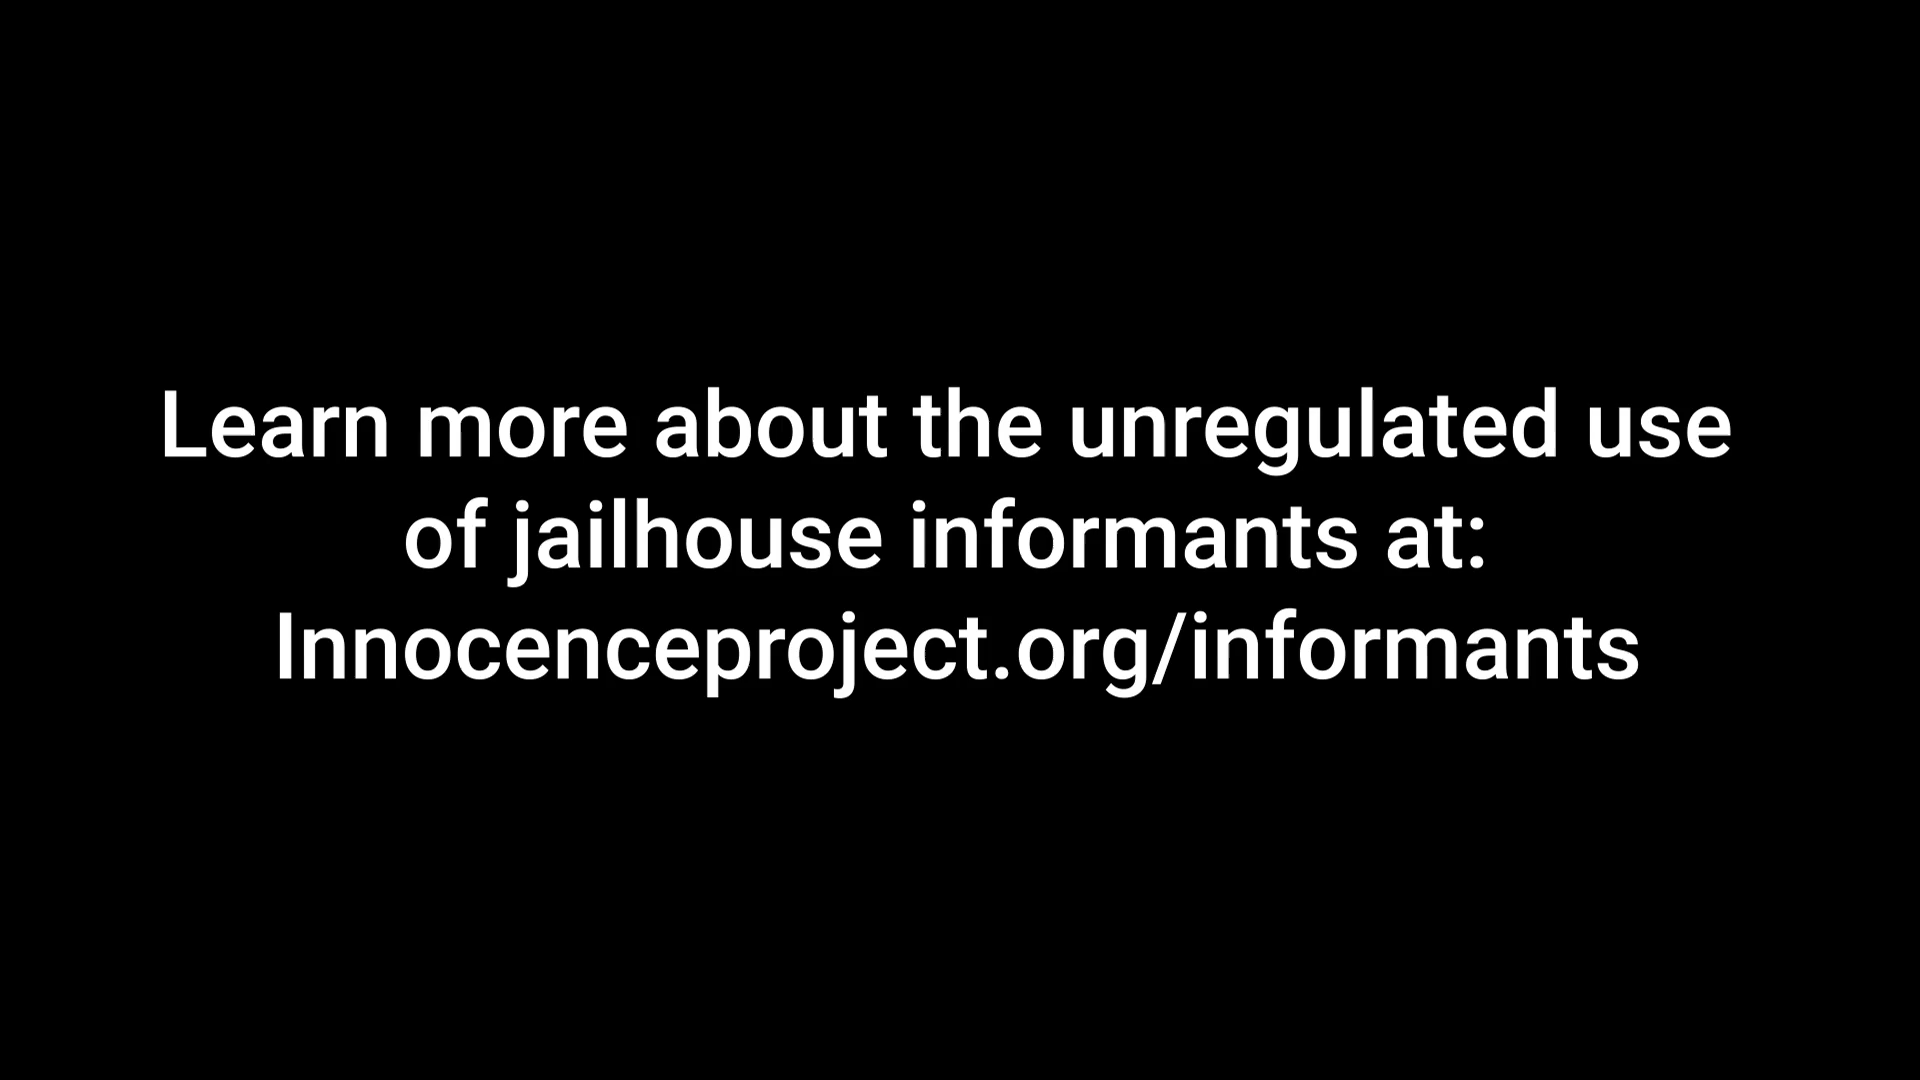 Learn more about the unregulated use
of jailhouse informants at:
Innocenceproject.org/informants